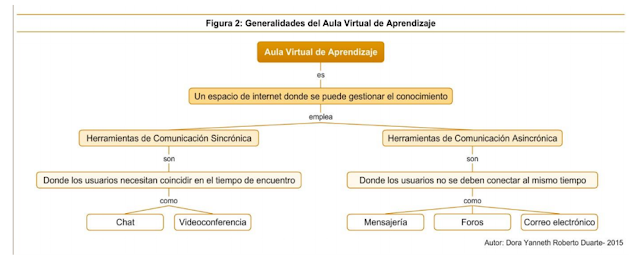 Figura 2: Generalidades del Aula Virtual de Aprendizaje
Aula Virtual de Aprendizaje
es
Un espacio de internet donde se puede gestionar el conocimiento
emplea
Herramientas de Comunicación Sincrónica
Herramientas de Comunicación Asincrónica
son
son
Donde los usuarios necesitan coincidir en el tiempo de encuentro
Donde los usuarios no se deben conectar al mismo tiempo
como
como
Chat
Videoconferencia
Mensajería
Foros
Correo electrónico
Autor: Dora Yanneth Roberto Duarte- 2015